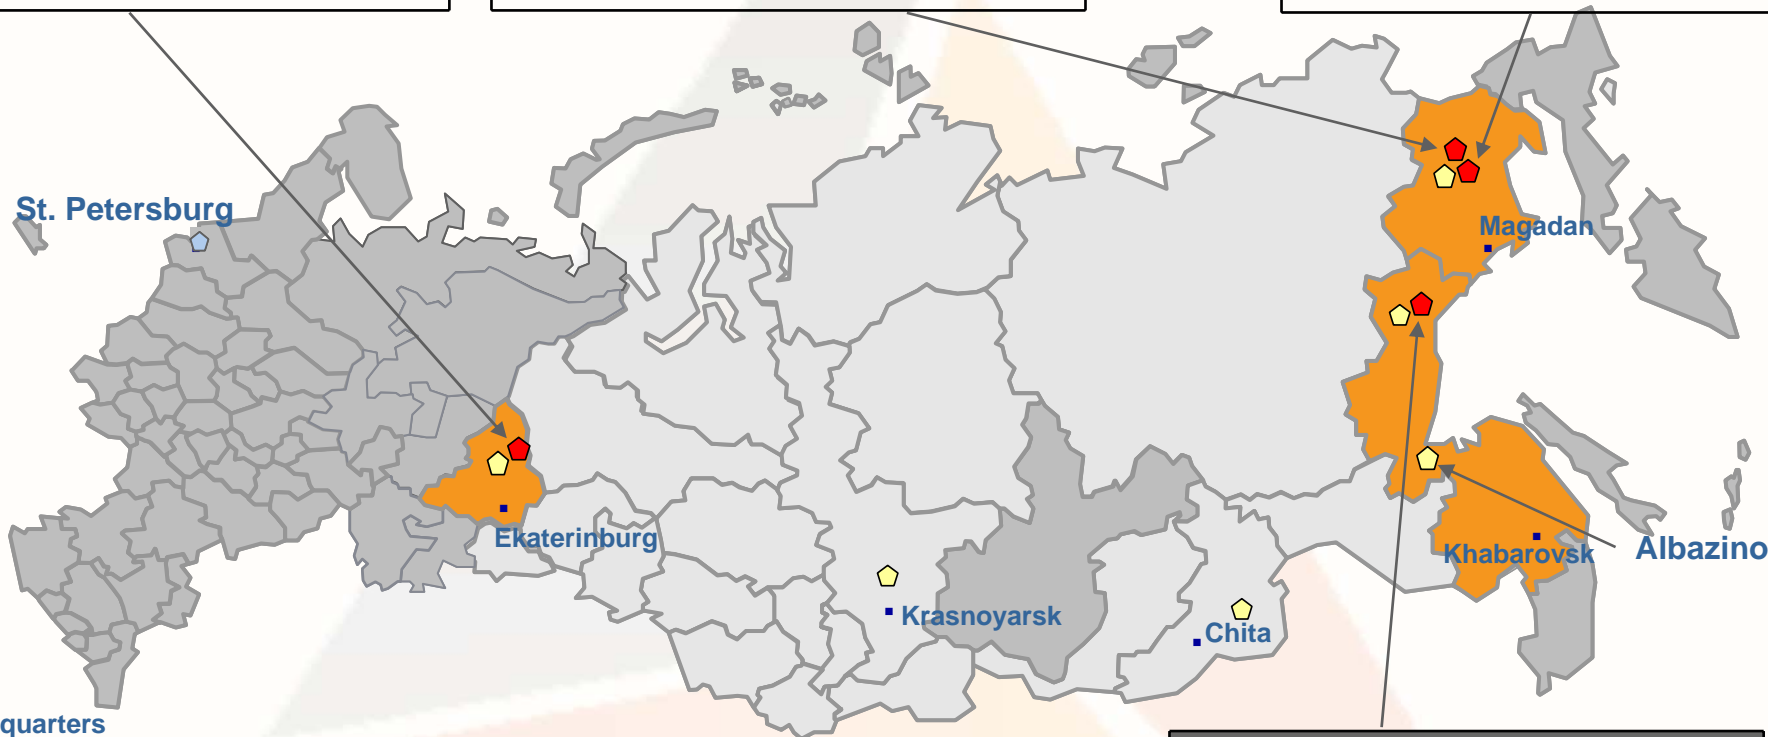 St. Petersburg
Magadan
Ekaterinburg
Khabarovsk
Albazino
Krasnoyarsk
Chita
quarters